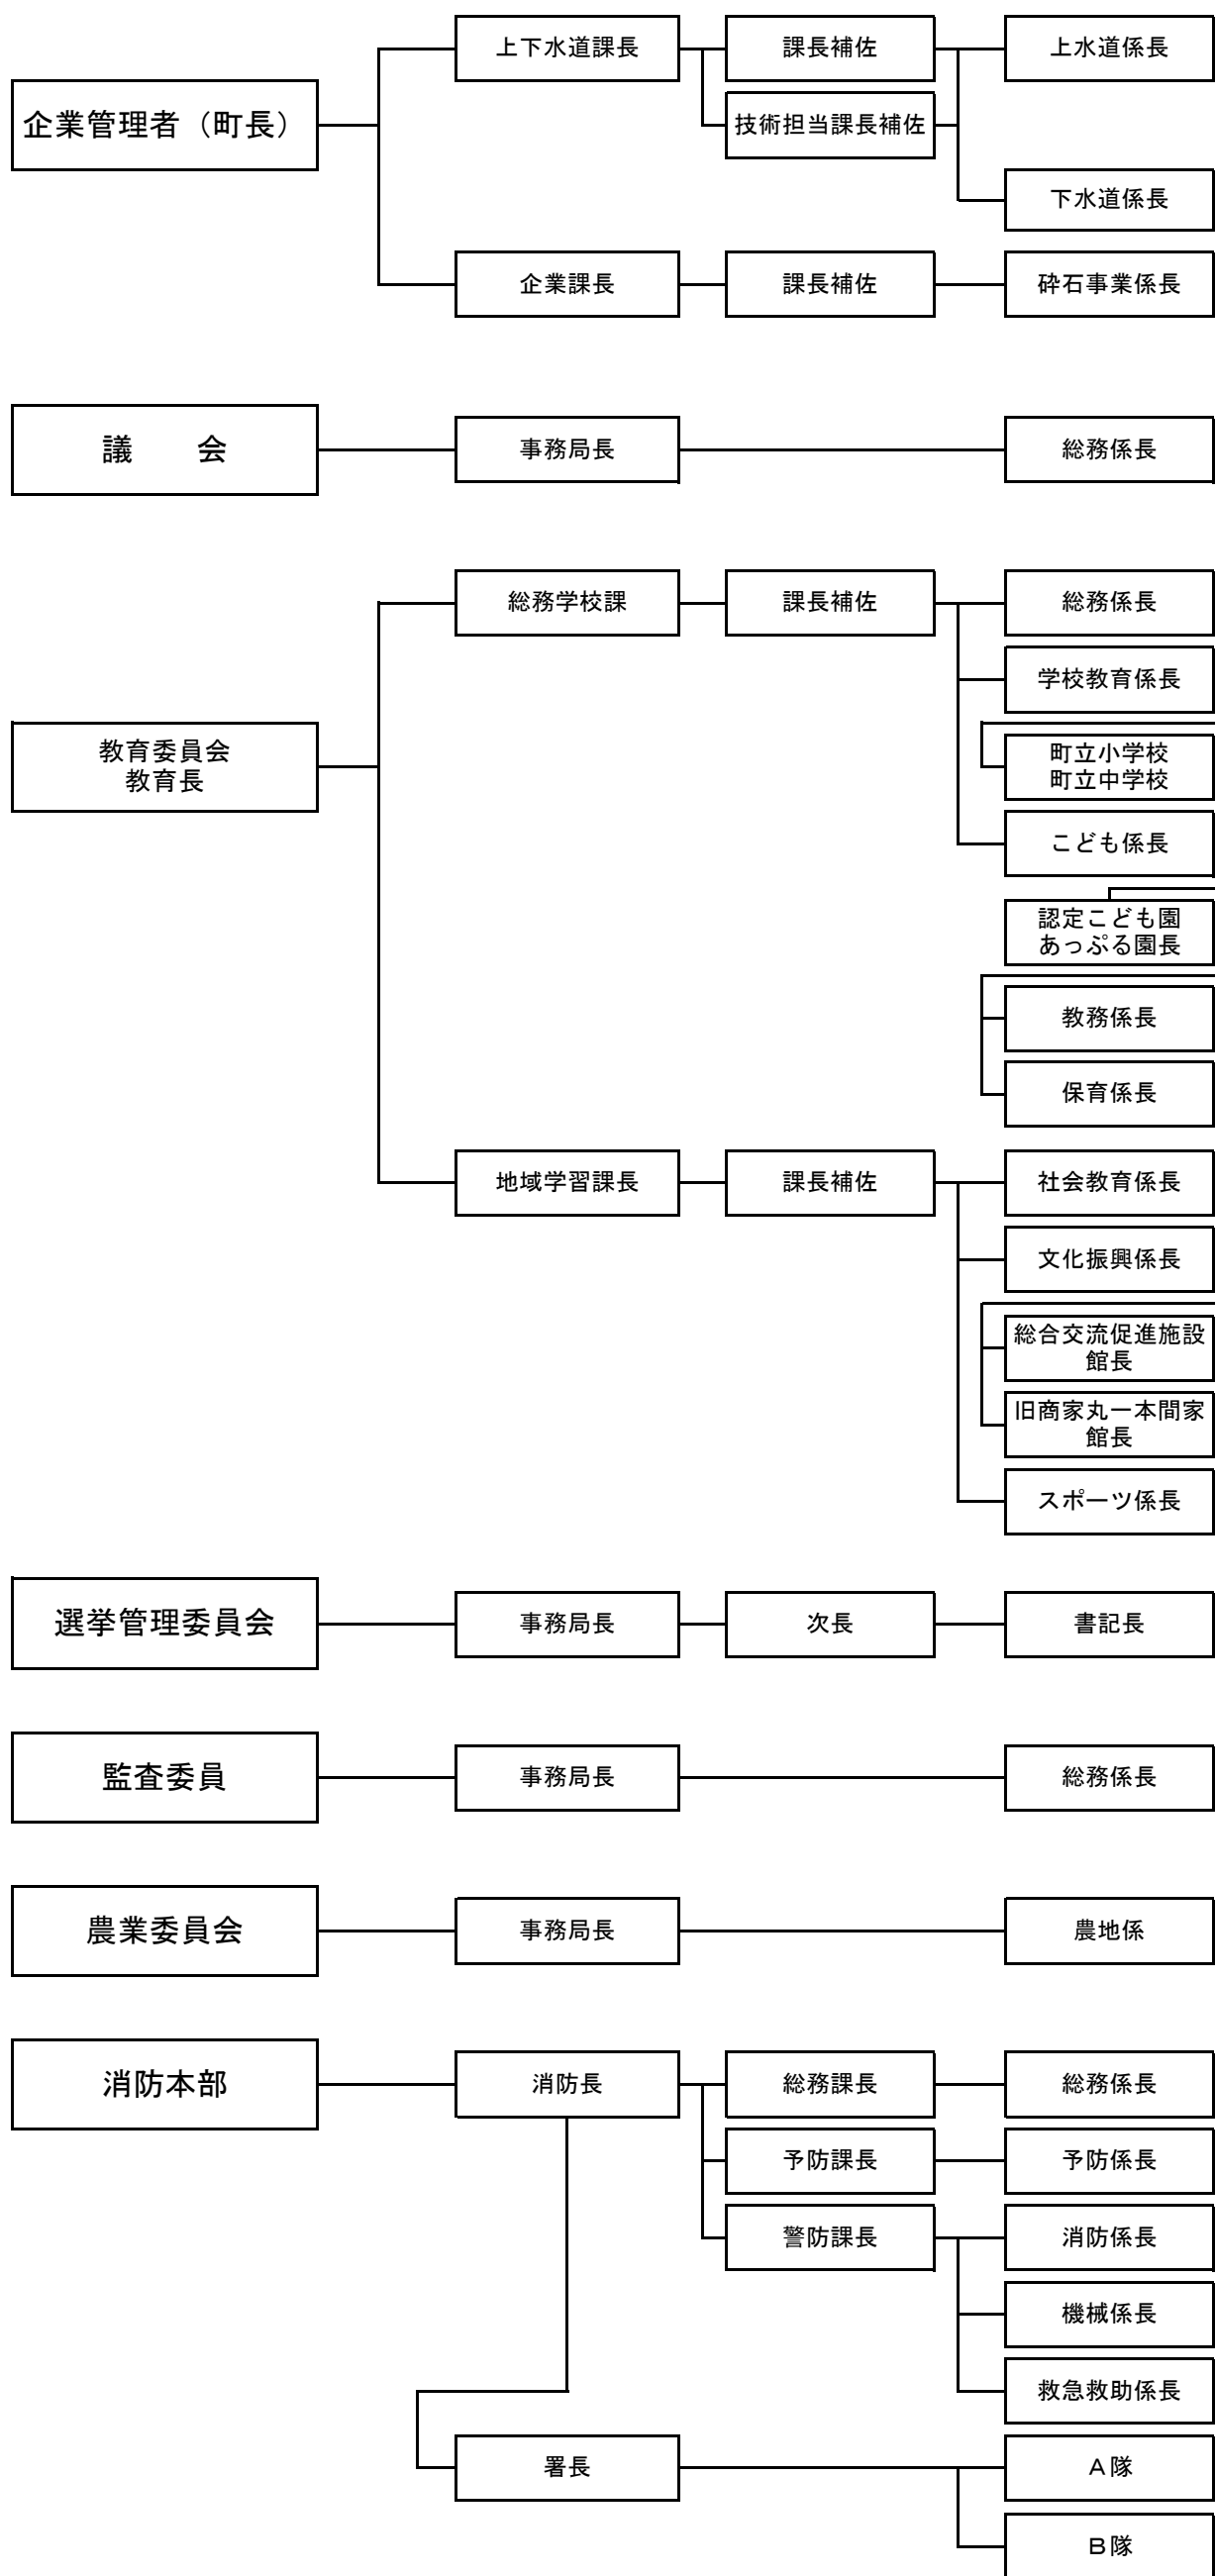 上下水道課長
課長補佐
上水道係長
企業管理者（町長）
技術担当課長補佐
下水道係長
企業課長
課長補佐
砕石事業係長
議　　会
事務局長
総務係長
総務学校課
課長補佐
総務係長
学校教育係長
教育委員会
教育長
町立小学校
町立中学校
こども係長
認定こども園
あっぷる園長
教務係長
保育係長
地域学習課長
課長補佐
社会教育係長
文化振興係長
総合交流促進施設
館長
旧商家丸一本間家
館長
スポーツ係長
選挙管理委員会
事務局長
次長
書記長
監査委員
事務局長
総務係長
農業委員会
事務局長
農地係
消防本部
消防長
総務課長
総務係長
予防課長
予防係長
警防課長
消防係長
機械係長
救急救助係長
署長
Ａ隊
Ｂ隊